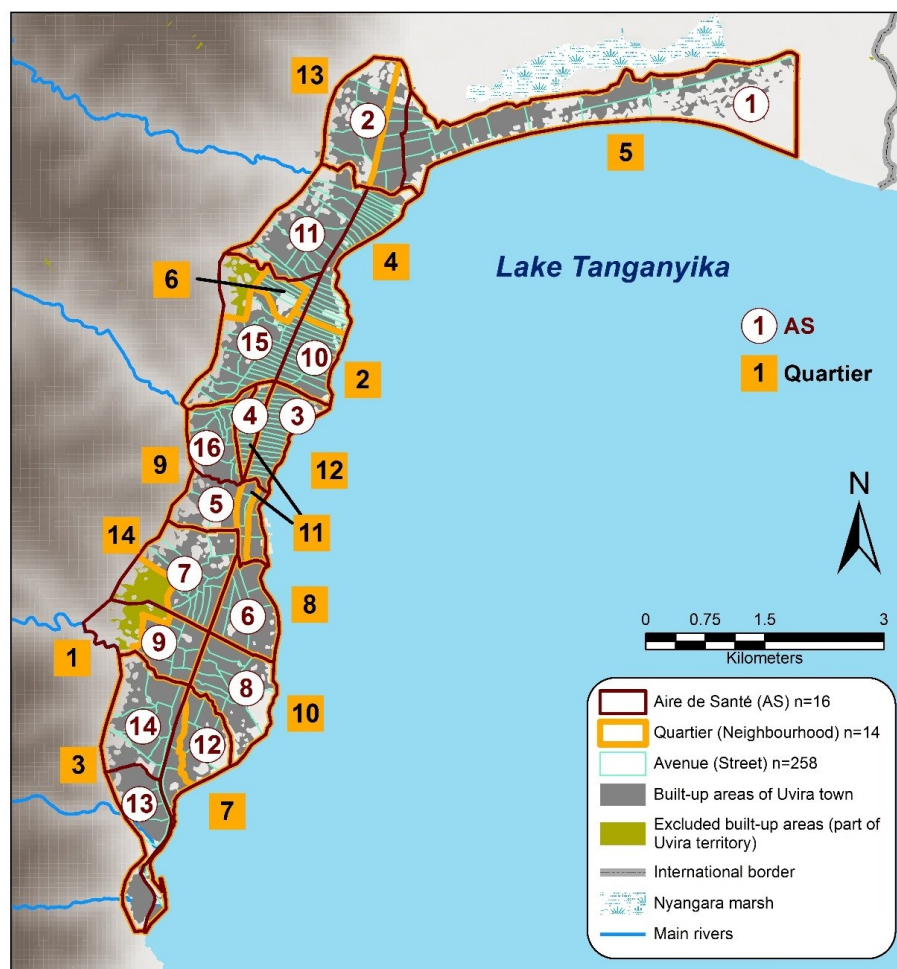 13
2
1
5
11
4
6
Lake Tanganyika
1 AS
15
10
1 Quartier
2
4
3
16
9
12
5
11
14
7
N
6
8
9
1
0 0.75 1.5 3
Kilometers
8
10
14
12
3
13
7
Aire de Santé (AS) n=16
Quartier (Neighbourhood) n=14
Avenue (Street) n=258
Built-up areas of Uvira town
Excluded built-up areas (part of
Uvira territory)
International border
Nyangara marsh
Main rivers